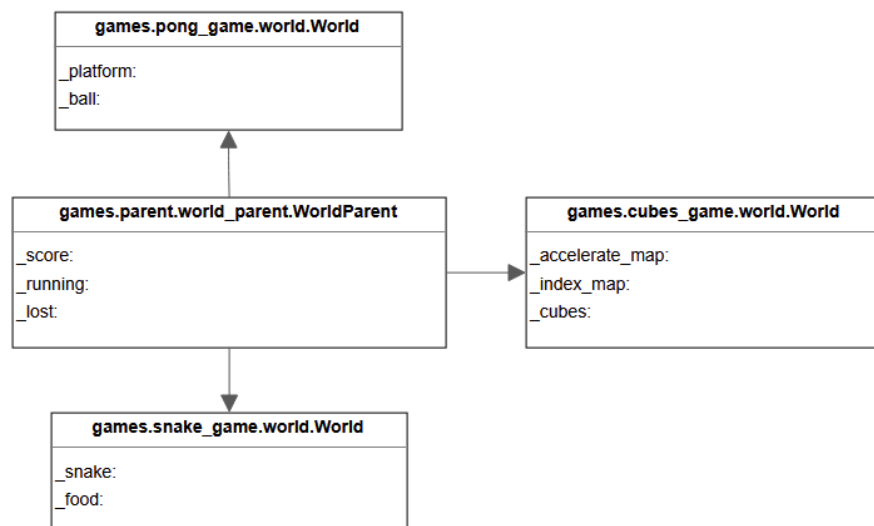 games.pong_game.world.World
_platform:
_ball:
games.parent.world_parent.WorldParent
_score:
_running:
_lost:
games.cubes_game.world.World
_accelerate_map:
_index_map:
_cubes:
games.snake_game.world.World
_snake:
_food: